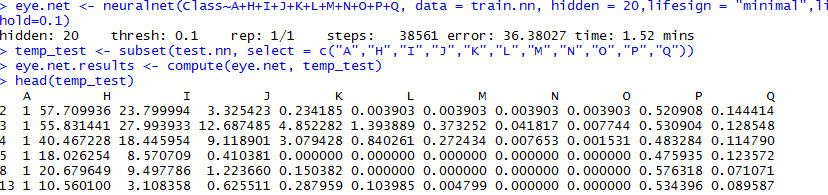 > eye.net <- neuralnet(Class~A+H+I+J+K+L+M+N+O+P+Q, data = train.nn, hidden = 20,lifesign = "minimal",li
hold=0.1)
hidden: 20    thresh: 0.1    rep: 1/1    steps:   38561 error: 36.38027 time: 1.52 mins
> temp_test <- subset(test.nn, select = c("A","H","I","J","K","L","M","N","O","P","Q"))
> eye.net.results <- compute(eye.net, temp_test)
> head(temp_test)
   A         H         I         J        K        L        M        N        O        P        Q
2  1 57.709936 23.799994  3.325423 0.234185 0.003903 0.003903 0.003903 0.003903 0.520908 0.144414
3  1 55.831441 27.993933 12.687485 4.852282 1.393889 0.373252 0.041817 0.007744 0.530904 0.128548
4  1 40.467228 18.445954  9.118901 3.079428 0.840261 0.272434 0.007653 0.001531 0.483284 0.114790
5  1 18.026254  8.570709  0.410381 0.000000 0.000000 0.000000 0.000000 0.000000 0.475935 0.123572
8  1 20.679649  9.497786  1.223660 0.150382 0.000000 0.000000 0.000000 0.000000 0.576318 0.071071
13 1 10.560100  3.108358  0.625511 0.287959 0.103985 0.004799 0.000000 0.000000 0.534396 0.089587